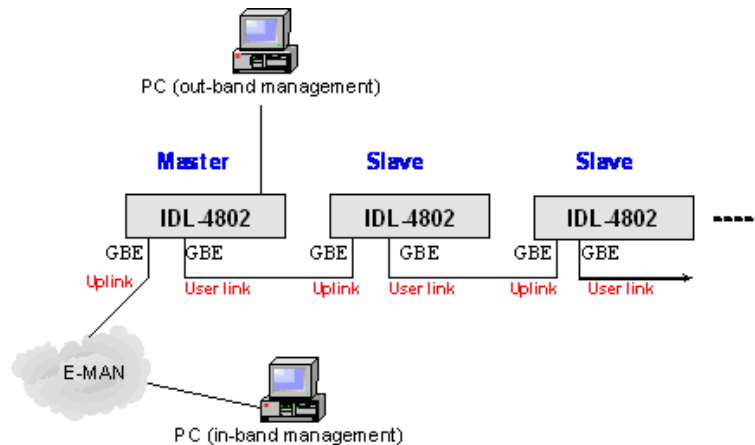 PC (out-band management)
Master Slave Slave
IDL-4802 IDL-4802 IDL-4802
GBE GBE GBE GBE GBE GBE
Uplink User link Uplink User link Uplink User link
E-MAN
PC (in-band management)